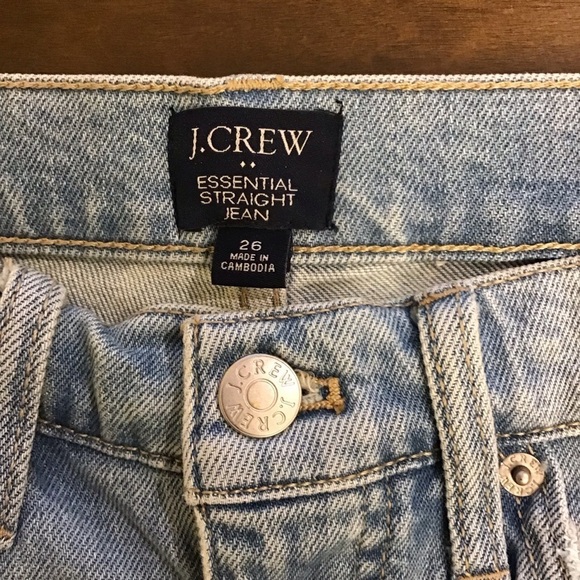 J.CREW
ESSENTIAL
STRAIGHT
JEAN
26
MADE IN
CAMBODIA
J.CREW J.CREW